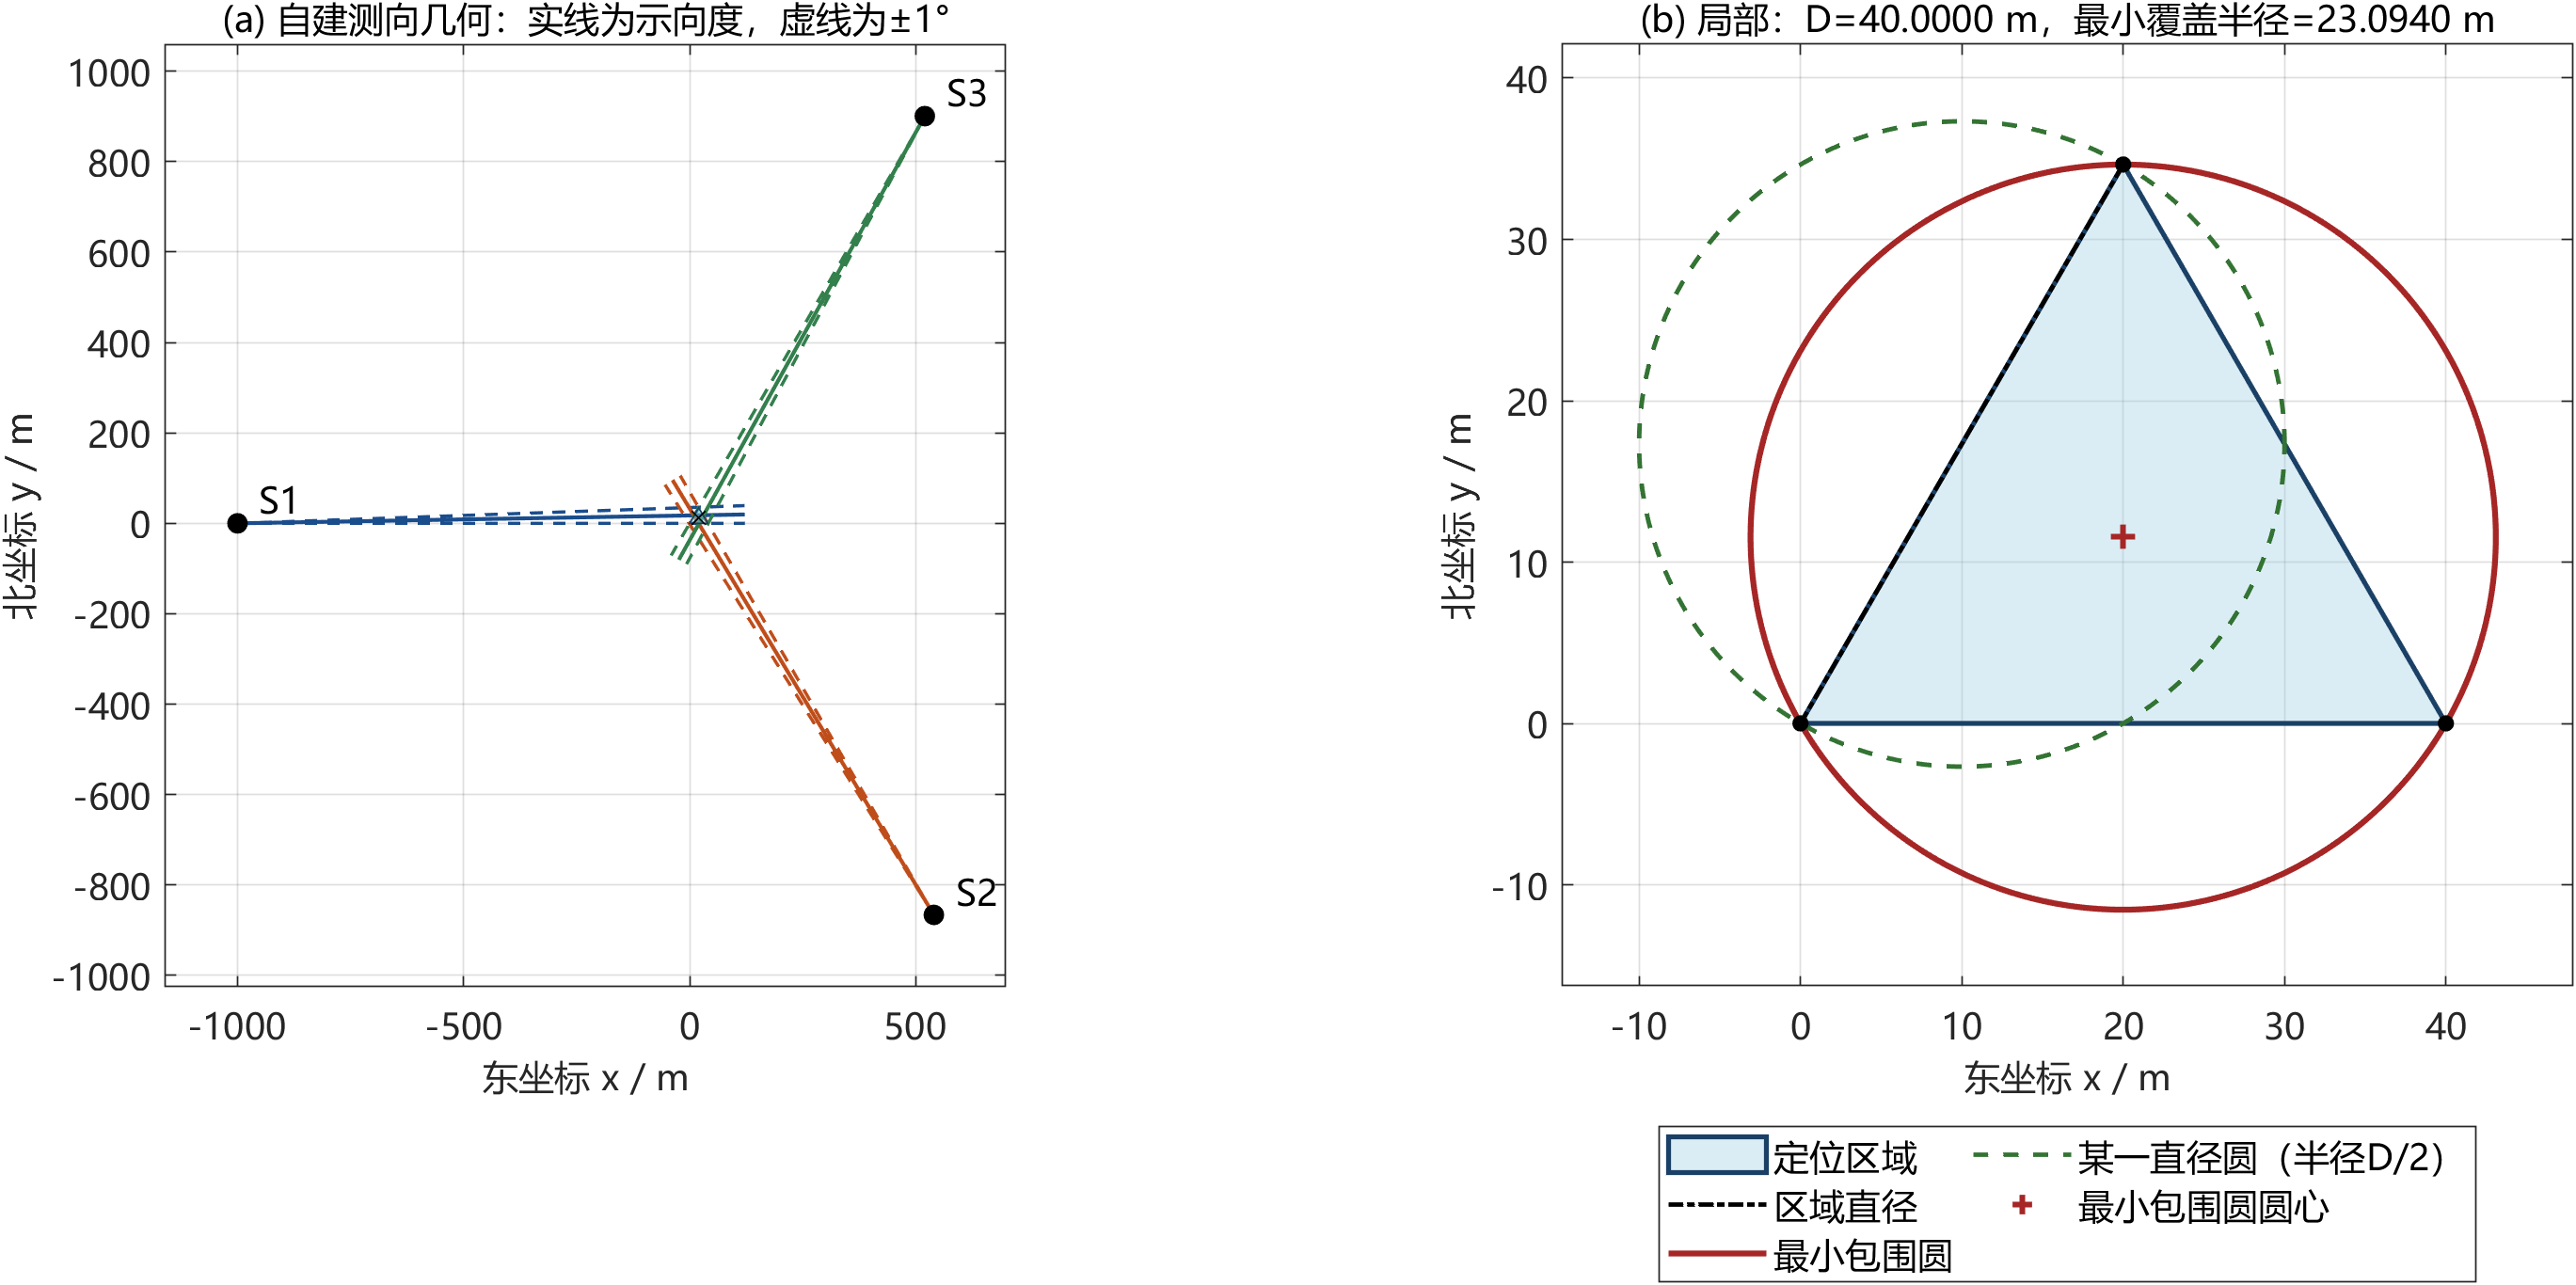 (a) 自建测向几何：实线为示向度，虚线为±1°
1000
800
600
400
200
0
-200
-400
-600
-800
-1000
北坐标 y / m
S3
S1
S2
-1000
-500
0
500
东坐标 x / m
(b) 局部：D=40.0000 m，最小覆盖半径=23.0940 m
40
30
20
10
0
-10
北坐标 y / m
-10
0
10
20
30
40
东坐标 x / m
定位区域
区域直径
最小包围圆
某一直径圆（半径D/2）
最小包围圆圆心